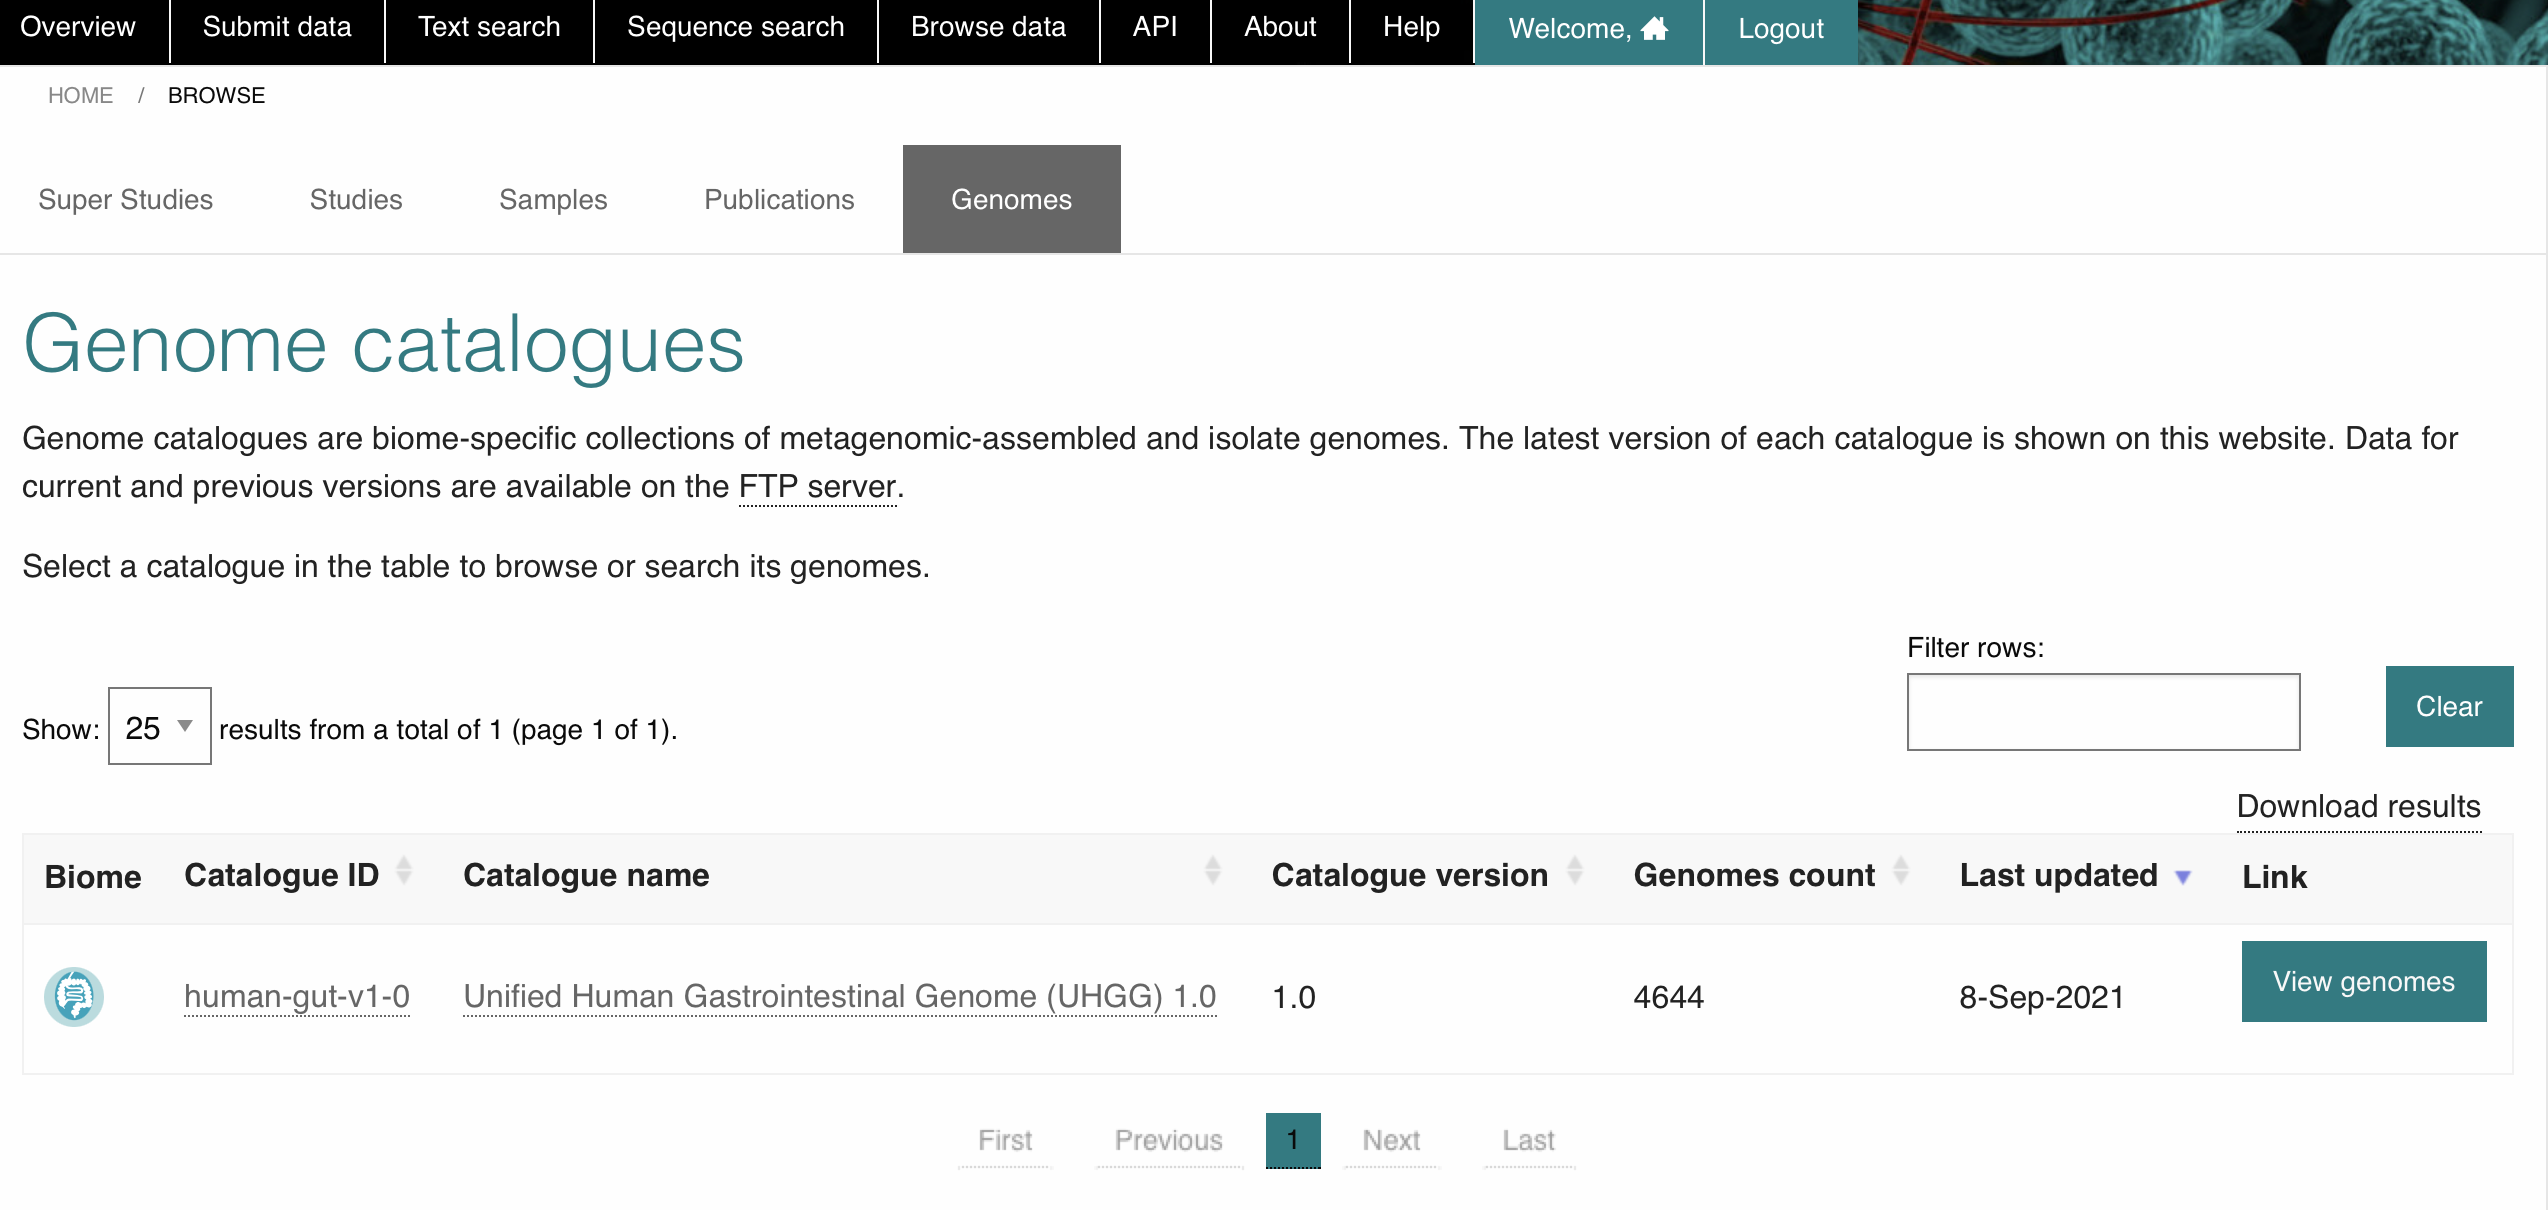 Overview Submit data Text search Sequence search Browse data API About Help Welcome, Logout
HOME / BROWSE
Super Studies Studies Samples Publications Genomes
Genome catalogues
Genome catalogues are biome-specific collections of metagenomic-assembled and isolate genomes. The latest version of each catalogue is shown on this website. Data for
current and previous versions are available on the FTP server.
Select a catalogue in the table to browse or search its genomes.
Filter rows:
Show: 25 results from a total of 1 (page 1 of 1). Clear
Download results
Biome Catalogue ID Catalogue name Catalogue version Genomes count Last updated Link
human-gut-v1-0 Unified Human Gastrointestinal Genome (UHGG) 1.0 1.0 4644 8-Sep-2021 View genomes
First Previous 1 Next Last